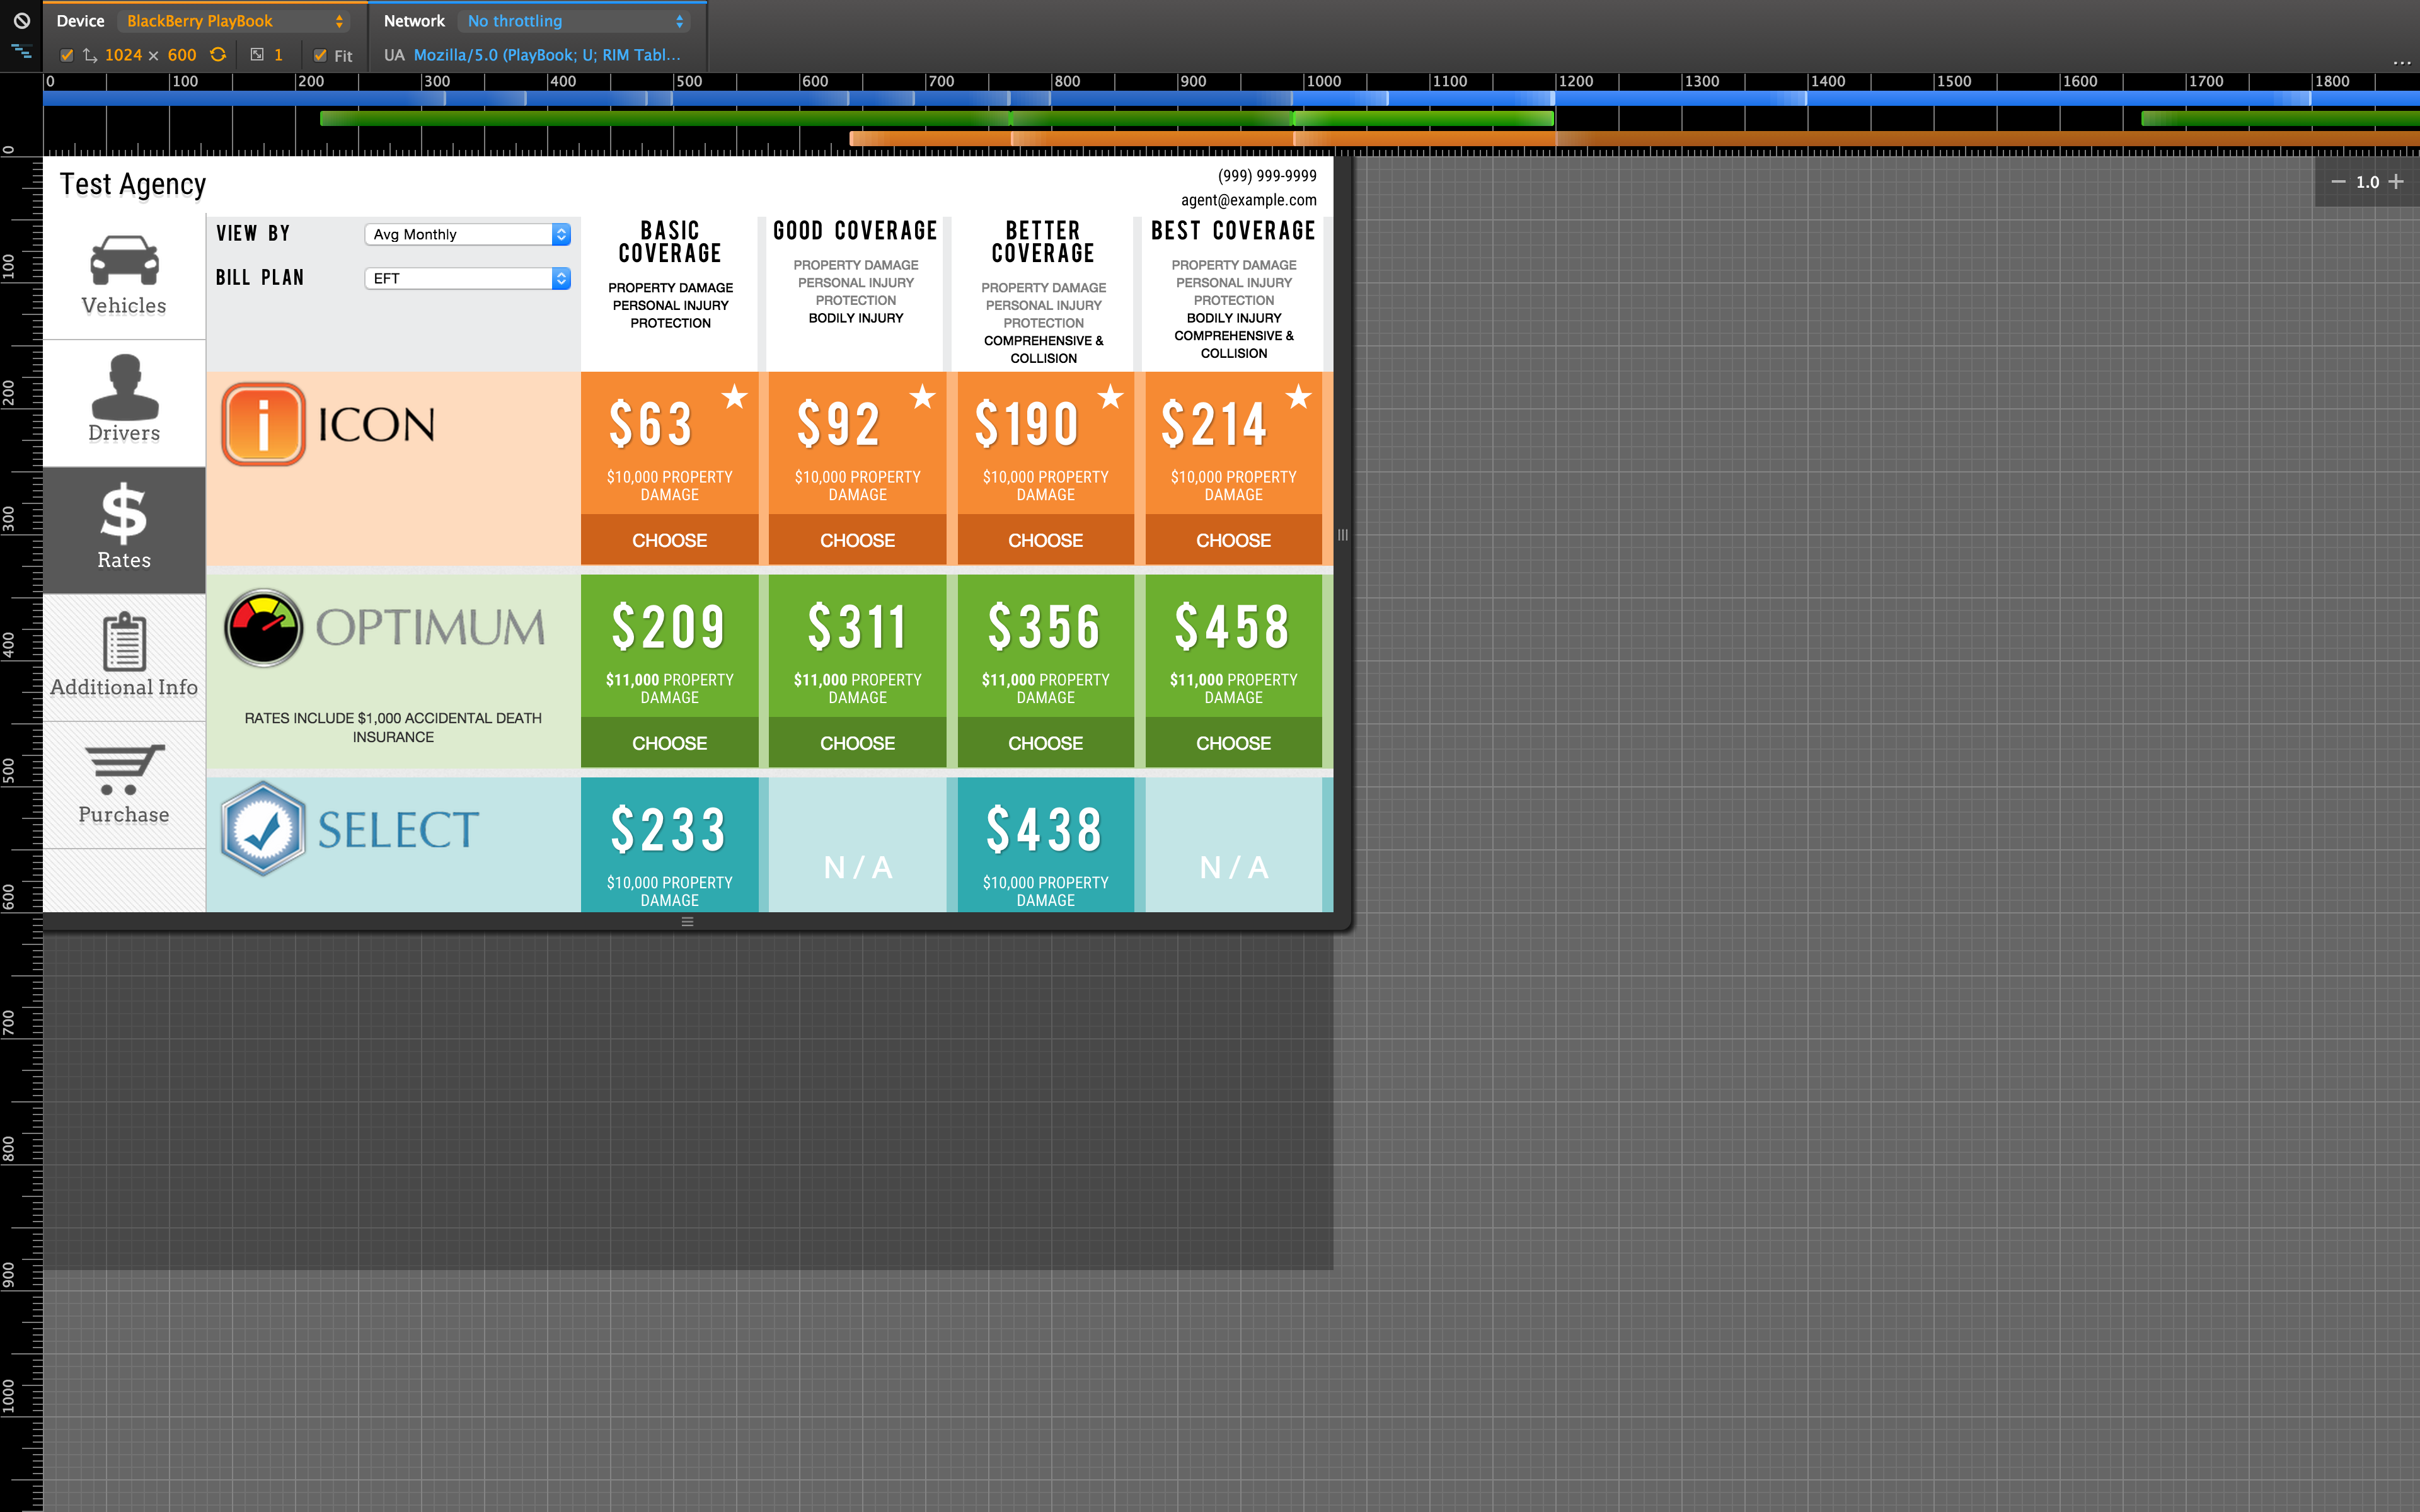 Device BlackBerry PlayBook Network No throttling
1024 × 600 1 Fit UA Mozilla/5.0 (PlayBook; U; RIM Tabl...
0 100 200 300 400 500 600 700 800 900 1000 1100 1200 1300 1400 1500 1600 1700 1800
0
100
200
300
400
500
600
700
800
900
1000
1.0
Test Agency
(999) 999-9999
agent@example.com
Vehicles
Drivers
$
Rates
Additional Info
Purchase
VIEW BY Avg Monthly
BILL PLAN EFT
BASIC
COVERAGE
PROPERTY DAMAGE
PERSONAL INJURY
PROTECTION
GOOD COVERAGE
PROPERTY DAMAGE
PERSONAL INJURY
PROTECTION
BODILY INJURY
BETTER
COVERAGE
PROPERTY DAMAGE
PERSONAL INJURY
PROTECTION
COMPREHENSIVE &
COLLISION
BEST COVERAGE
PROPERTY DAMAGE
PERSONAL INJURY
PROTECTION
BODILY INJURY
COMPREHENSIVE &
COLLISION
i ICON
$63
$10,000 PROPERTY
DAMAGE
CHOOSE
$92
$10,000 PROPERTY
DAMAGE
CHOOSE
$190
$10,000 PROPERTY
DAMAGE
CHOOSE
$214
$10,000 PROPERTY
DAMAGE
CHOOSE
OPTIMUM
RATES INCLUDE $1,000 ACCIDENTAL DEATH
INSURANCE
$209
$11,000 PROPERTY
DAMAGE
CHOOSE
$311
$11,000 PROPERTY
DAMAGE
CHOOSE
$356
$11,000 PROPERTY
DAMAGE
CHOOSE
$458
$11,000 PROPERTY
DAMAGE
CHOOSE
SELECT
$233
$10,000 PROPERTY
DAMAGE
N / A
$438
$10,000 PROPERTY
DAMAGE
N / A